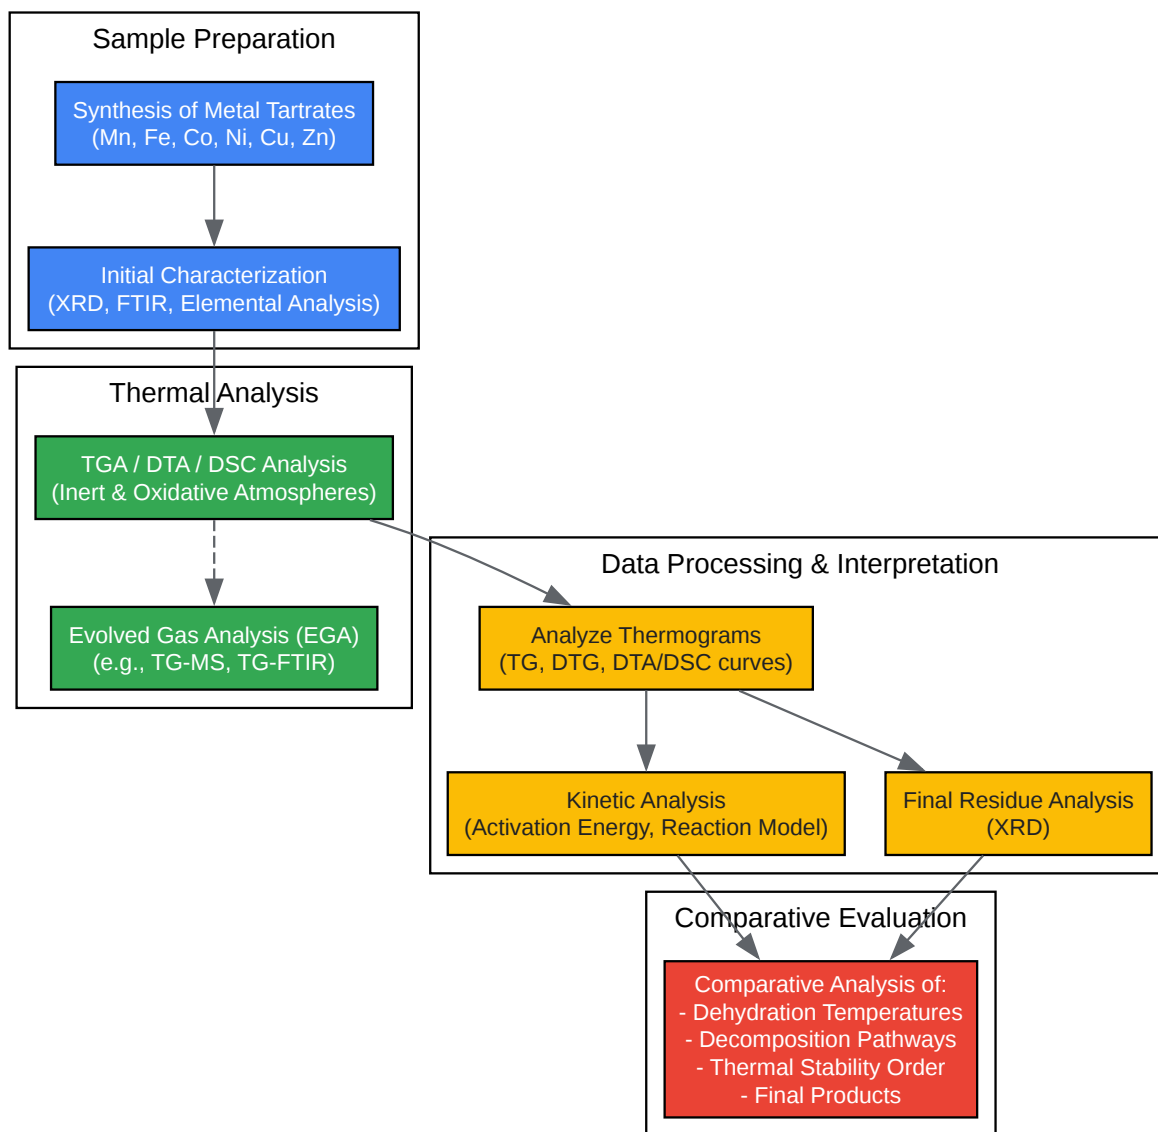 Sample Preparation
Synthesis of Metal Tartrates
(Mn, Fe, Co, Ni, Cu, Zn)
Initial Characterization
(XRD, FTIR, Elemental Analysis)
Thermal Analysis
TGA / DTA / DSC Analysis
(Inert & Oxidative Atmospheres)
Evolved Gas Analysis (EGA)
(e.g., TG-MS, TG-FTIR)
Data Processing & Interpretation
Analyze Thermograms
(TG, DTG, DTA/DSC curves)
Kinetic Analysis
(Activation Energy, Reaction Model)
Final Residue Analysis
(XRD)
Comparative Evaluation
Comparative Analysis of:
- Dehydration Temperatures
- Decomposition Pathways
- Thermal Stability Order
- Final Products